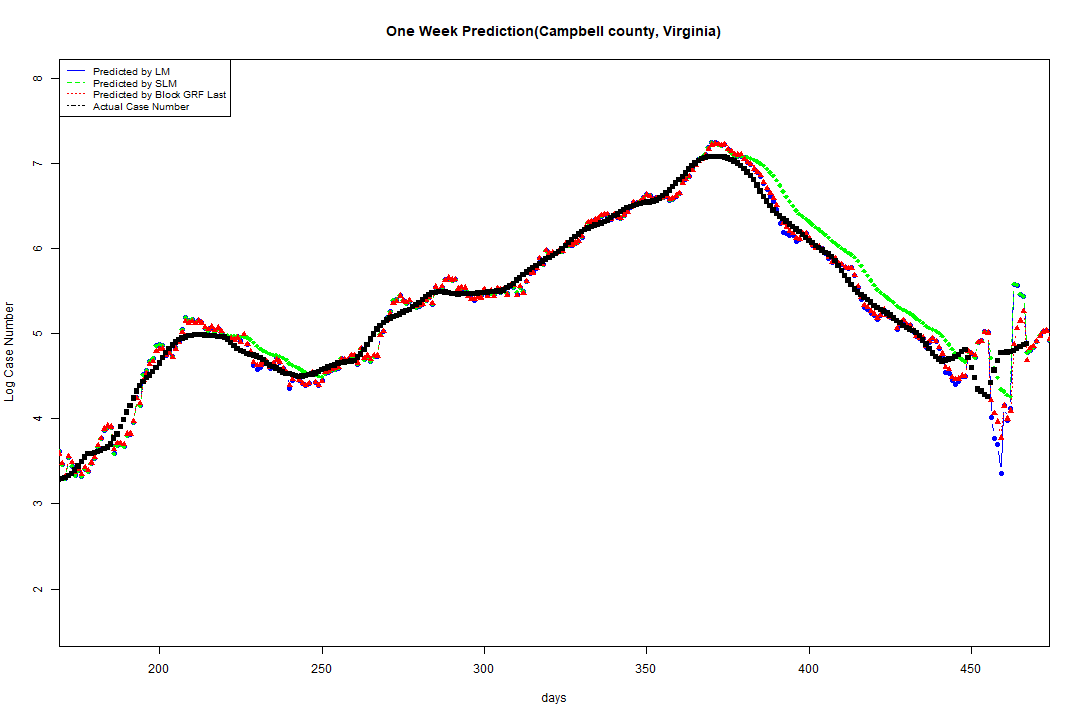 One Week Prediction(Campbell county, Virginia)
Predicted by LM
Predicted by SLM
Predicted by Block GRF Last
Actual Case Number
8
7
6
5
4
3
2
Log Case Number
200 250 300 350 400 450
days